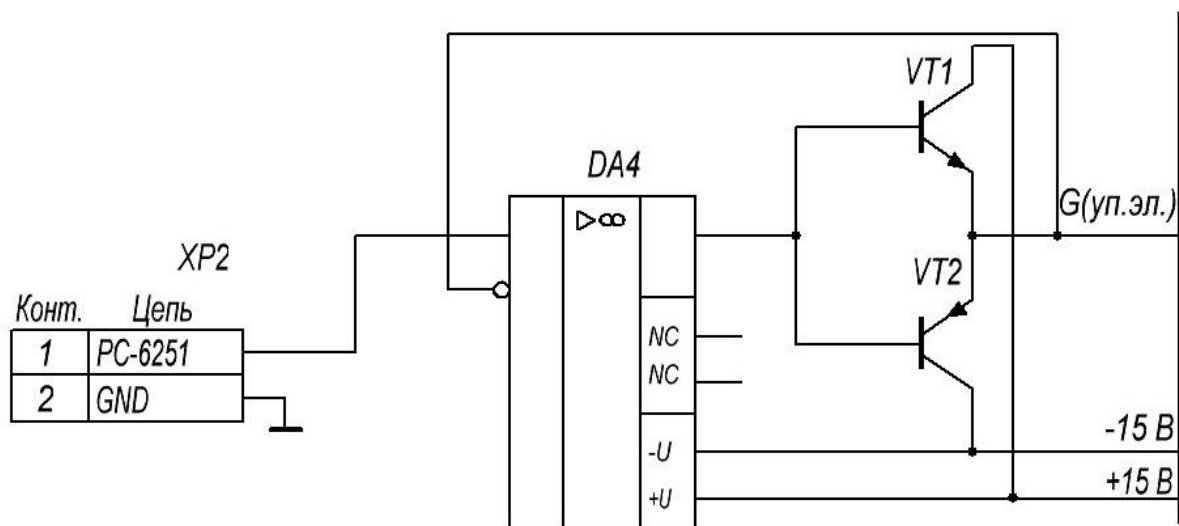 VT1
DA4
▷∞
G(уп.эл.)
XP2
VT2
Конт. Цепь
1 PC-6251
2 GND
NC
NC
-U
+U
-15 В
+15 В